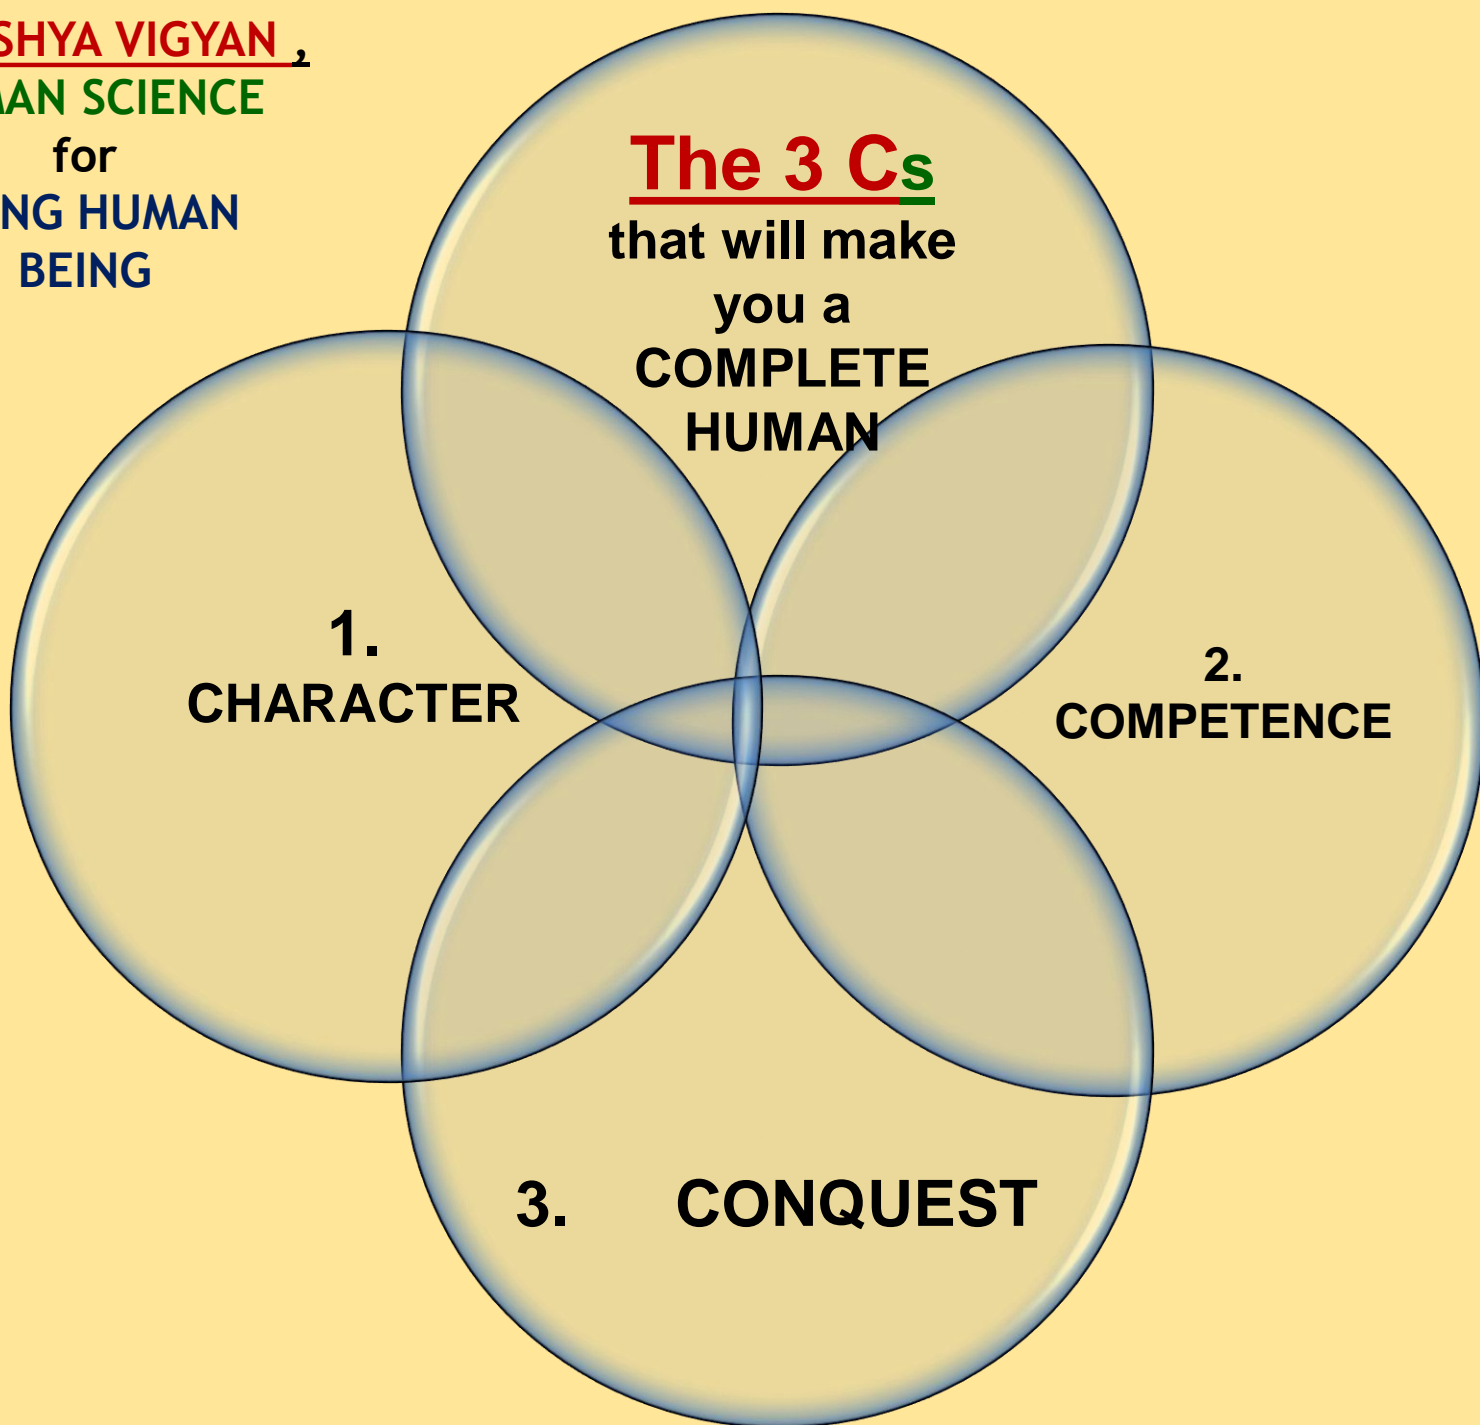 SHYA VIGYAN ,
MAN SCIENCE
for
NG HUMAN
BEING
The 3 Cs
that will make
you a
COMPLETE
HUMAN
1.
CHARACTER
2.
COMPETENCE
3. CONQUEST